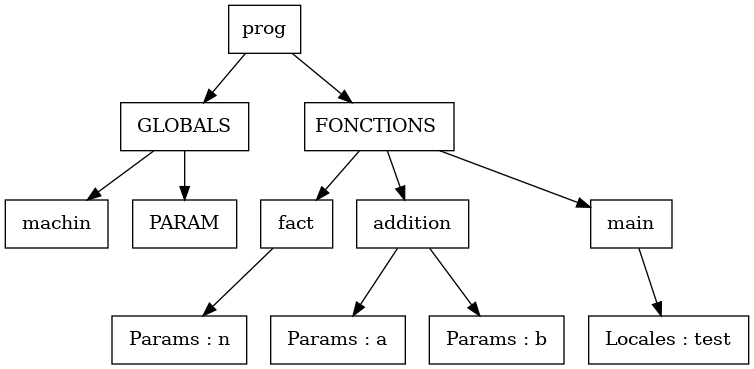 prog
GLOBALS
FONCTIONS
machin
PARAM
fact
addition
main
Params : n
Params : a
Params : b
Locales : test